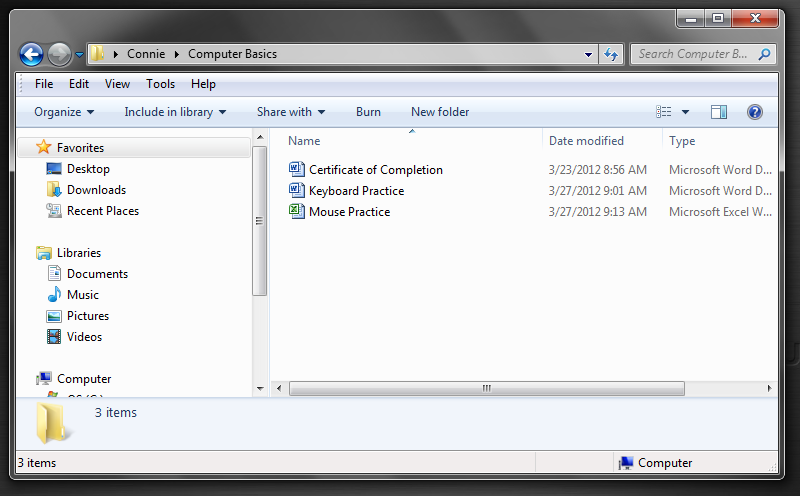 Connie Computer Basics Search Computer B...
File Edit View Tools Help
Organize Include in library Share with Burn New folder
Name Date modified Type
Favorites
Desktop
Downloads
Recent Places
Libraries
Documents
Music
Pictures
Videos
Computer
Certificate of Completion 3/23/2012 8:56 AM Microsoft Word D...
Keyboard Practice 3/27/2012 9:01 AM Microsoft Word D...
Mouse Practice 3/27/2012 9:13 AM Microsoft Excel W...
3 items
3 items Computer